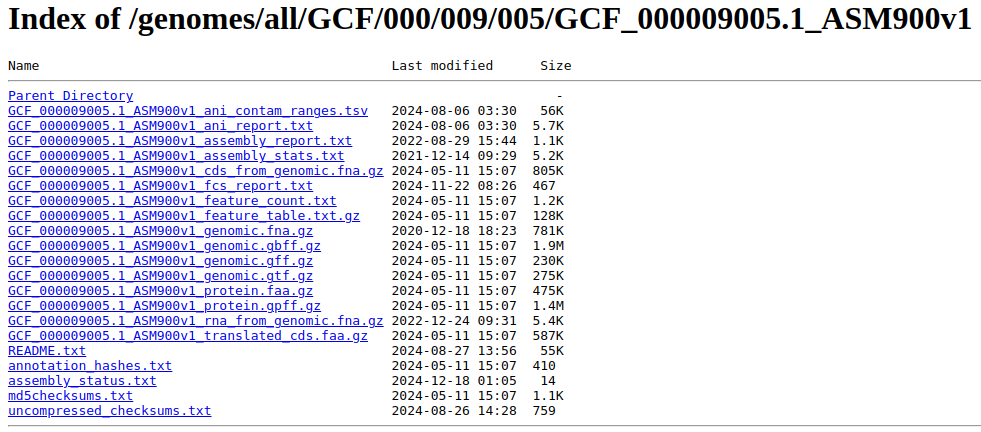 Index of /genomes/all/GCF/000/009/005/GCF_000009005.1_ASM900v1
Name Last modified Size
Parent Directory -
GCF_000009005.1_ASM900v1_ani_contam_ranges.tsv 2024-08-06 03:30 56K
GCF_000009005.1_ASM900v1_ani_report.txt 2024-08-06 03:30 5.7K
GCF_000009005.1_ASM900v1_assembly_report.txt 2022-08-29 15:44 1.1K
GCF_000009005.1_ASM900v1_assembly_stats.txt 2021-12-14 09:29 5.2K
GCF_000009005.1_ASM900v1_cds_from_genomic.fna.gz 2024-05-11 15:07 805K
GCF_000009005.1_ASM900v1_fcs_report.txt 2024-11-22 08:26 467
GCF_000009005.1_ASM900v1_feature_count.txt 2024-05-11 15:07 1.2K
GCF_000009005.1_ASM900v1_feature_table.txt.gz 2024-05-11 15:07 128K
GCF_000009005.1_ASM900v1_genomic.fna.gz 2020-12-18 18:23 781K
GCF_000009005.1_ASM900v1_genomic.gbff.gz 2024-05-11 15:07 1.9M
GCF_000009005.1_ASM900v1_genomic.gff.gz 2024-05-11 15:07 230K
GCF_000009005.1_ASM900v1_genomic.gtf.gz 2024-05-11 15:07 275K
GCF_000009005.1_ASM900v1_protein.faa.gz 2024-05-11 15:07 475K
GCF_000009005.1_ASM900v1_protein.gpff.gz 2024-05-11 15:07 1.4M
GCF_000009005.1_ASM900v1_rna_from_genomic.fna.gz 2022-12-24 09:31 5.4K
GCF_000009005.1_ASM900v1_translated_cds.faa.gz 2024-05-11 15:07 587K
README.txt 2024-08-27 13:56 55K
annotation_hashes.txt 2024-05-11 15:07 410
assembly_status.txt 2024-12-18 01:05 14
md5checksums.txt 2024-05-11 15:07 1.1K
uncompressed_checksums.txt 2024-08-26 14:28 759